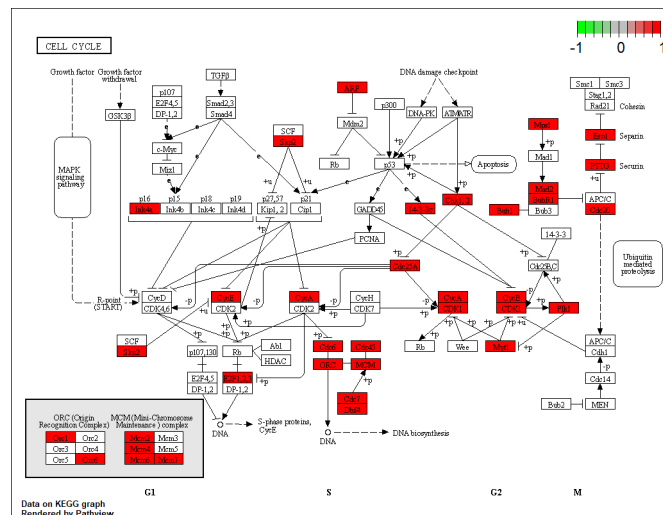 CELL CYCLE
-1 0 1
Growth factor
Growth factor withdrawal
TGFβ
DNA damage checkpoint
Smc1 Smc3
Stag1,2
Rad21 Cohesin
GSK3β
p107
E2F4,5
DP-1,2
Smad2,3
Smad4
ARF
p300
DNA-PK
ATM/ATR
Mps1
Esp1 Separin
c-Myc
Miz1
SCF
Skp2
Mdm2
Rb
p53
Apoptosis
Mad1
PTTG Securin
MAPK signaling pathway
p16 p15 p18 p19 p27,57 p21
Ink4a Ink4b Ink4c Ink4d Kip1,2 Cip1
GADD45
14-3-3σ
Chk1,2
Mad2
BubR1
Bub1 Bub3
APC/C
Cdc20
PCNA
14-3-3
Cdc25A
Cdc25B,C
Ubiquitin mediated proteolysis
R-point (START)
CycD
CDK4,6
CycE
CDK2
CycA
CDK2
CycH
CDK7
CycA
CDK1
CycB
CDK1
Plk1
SCF
Skp2
p107,130
E2F4,5
DP-1,2
Rb
Abl
HDAC
E2F1,2,3
DP-1,2
Cdc6 Cdc45
ORC MCM
Cdc7
Dbf4
Rb
Wee
Myt1
APC/C
Cdh1
Cdc14
Bub2
MEN
DNA
S-phase proteins, CycE
DNA
DNA biosynthesis
ORC (Origin Recognition Complex)
MCM (Mini-Chromosome Maintenance) complex
Orc1 Orc2 Mcm2 Mcm3
Orc3 Orc4 Mcm4 Mcm5
Orc5 Orc6 Mcm6 Mcm7
G1 S G2 M
Data on KEGG graph
Rendered by Pathview